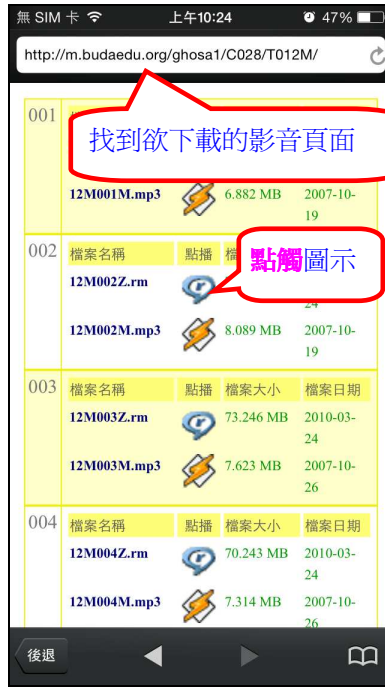 無 SIM 卡 上午10:24 47%
http://m.budaedu.org/ghosa1/C028/T012M/
001
找到欲下載的影音頁面
12M001M.mp3 6.882 MB 2007-10-
19
002 檔案名稱 點播 檔
點觸圖示
12M002Z.rm
24
12M002M.mp3 8.089 MB 2007-10-
19
003 檔案名稱 點播 檔案大小 檔案日期
12M003Z.rm 73.246 MB 2010-03-
24
12M003M.mp3 7.623 MB 2007-10-
26
004 檔案名稱 點播 檔案大小 檔案日期
12M004Z.rm 70.243 MB 2010-03-
24
12M004M.mp3 7.314 MB 2007-10-
26
後退